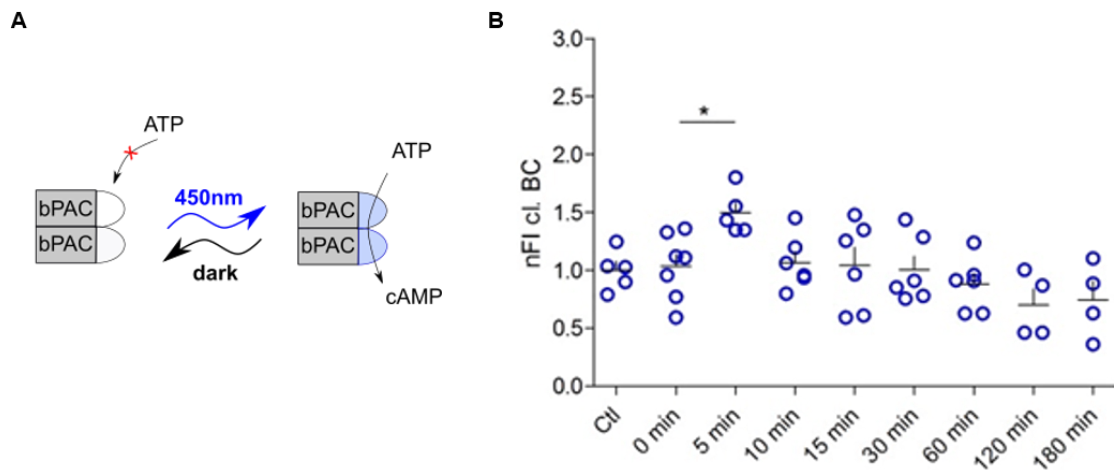 A
ATP
bPAC
bPAC
450nm
dark
bPAC
bPAC
ATP
cAMP
B
nFI cl. BC
3.0
2.5
2.0
1.5
1.0
0.5
0.0
*
Ctl
0 min
5 min
10 min
15 min
30 min
60 min
120 min
180 min